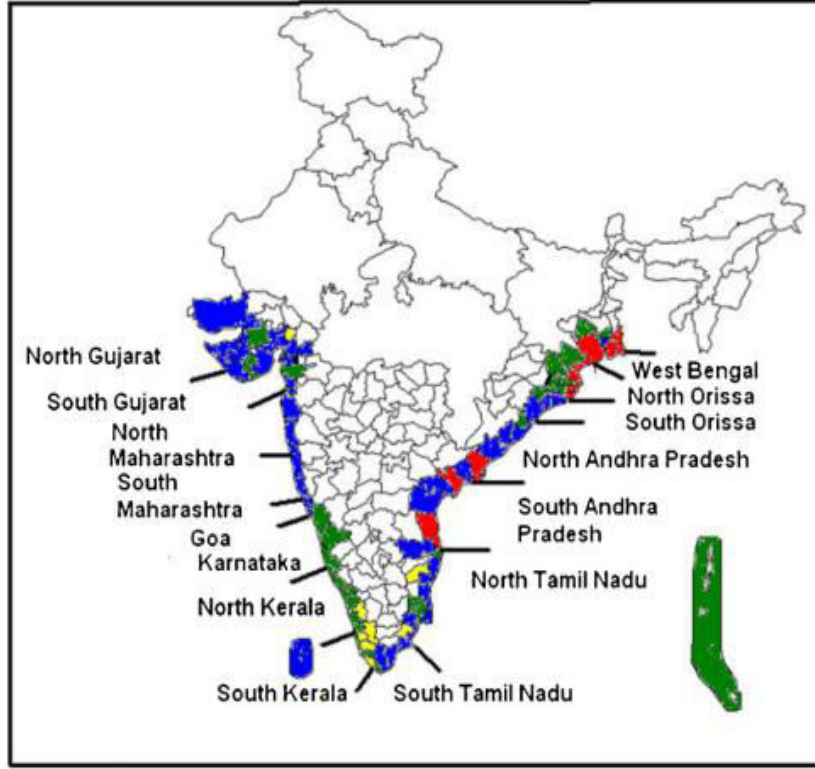 North Gujarat
South Gujarat
North
Maharashtra
South
Maharashtra
Goa
Karnataka
North Kerala
South Kerala
South Tamil Nadu
West Bengal
North Orissa
South Orissa
North Andhra Pradesh
South Andhra
Pradesh
North Tamil Nadu